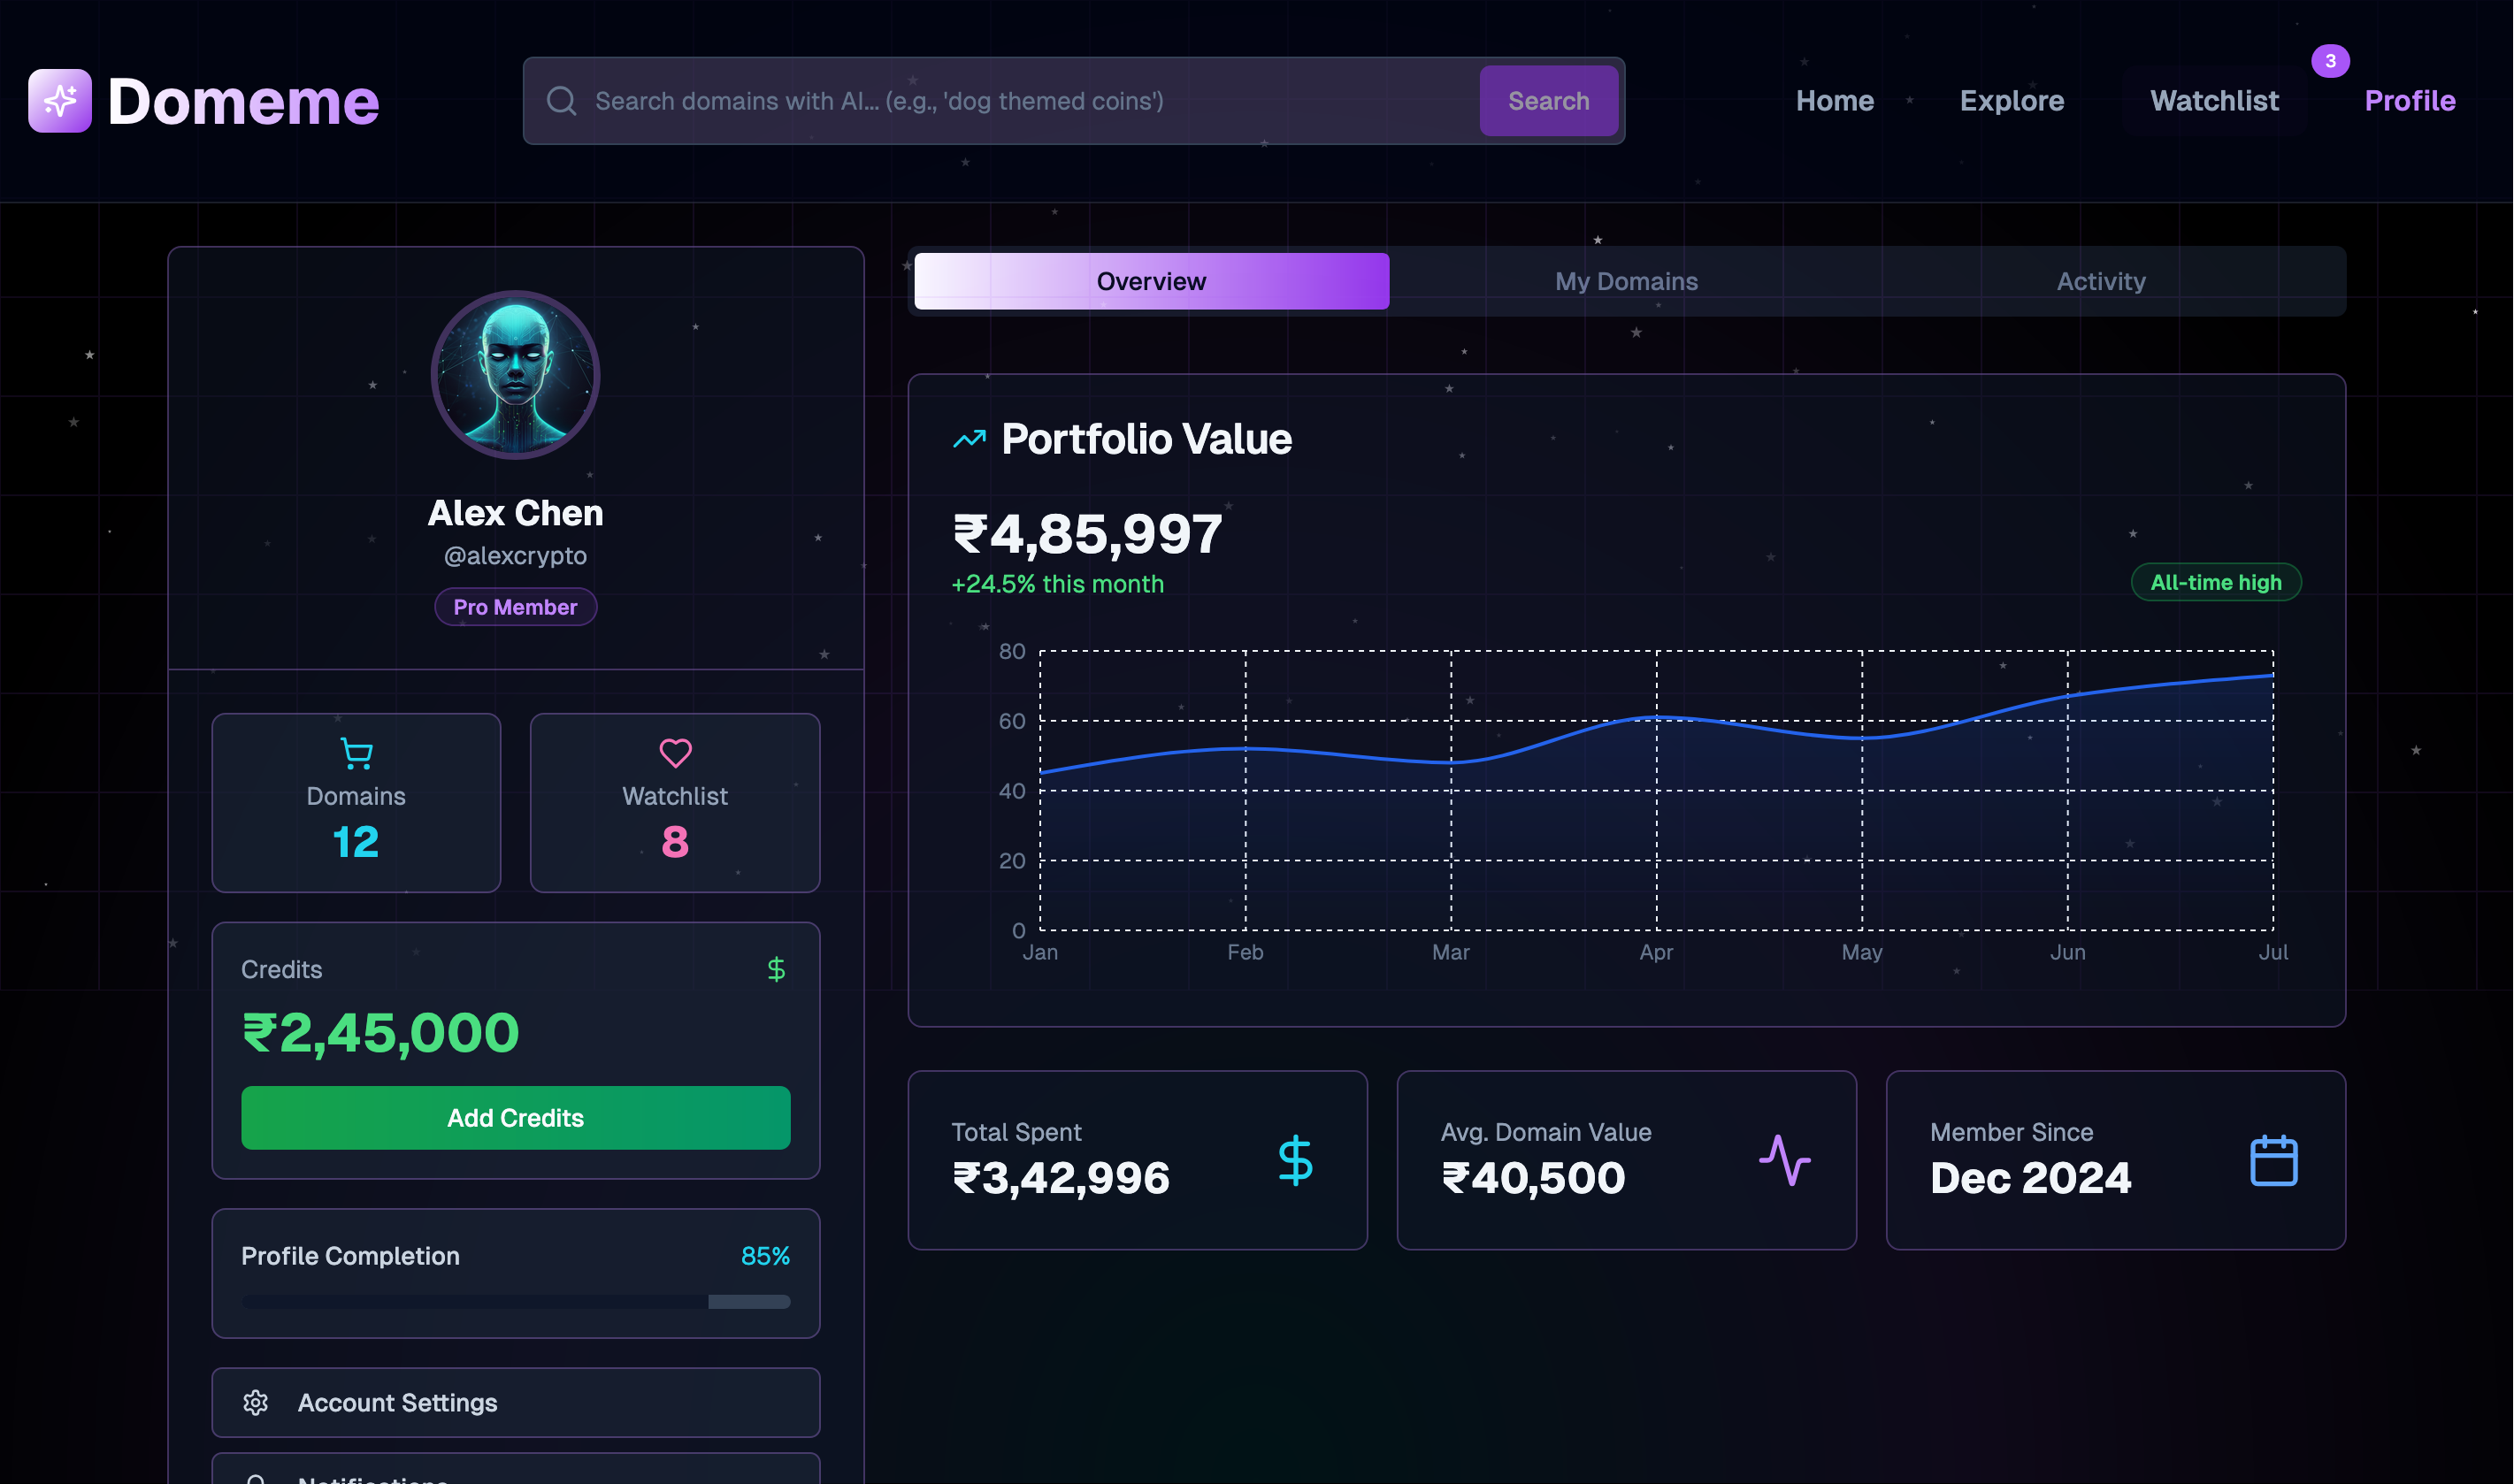 Domeme
Search domains with AI... (e.g., 'dog themed coins')
Search
Home
Explore
Watchlist
3
Profile
Alex Chen
@alexcrypto
Pro Member
Domains
12
Watchlist
8
Credits
₹2,45,000
Add Credits
Profile Completion
85%
Account Settings
Notifications
Overview
My Domains
Activity
Portfolio Value
₹4,85,997
+24.5% this month
All-time high
80
60
40
20
0
Jan Feb Mar Apr May Jun Jul
Total Spent
₹3,42,996
Avg. Domain Value
₹40,500
Member Since
Dec 2024